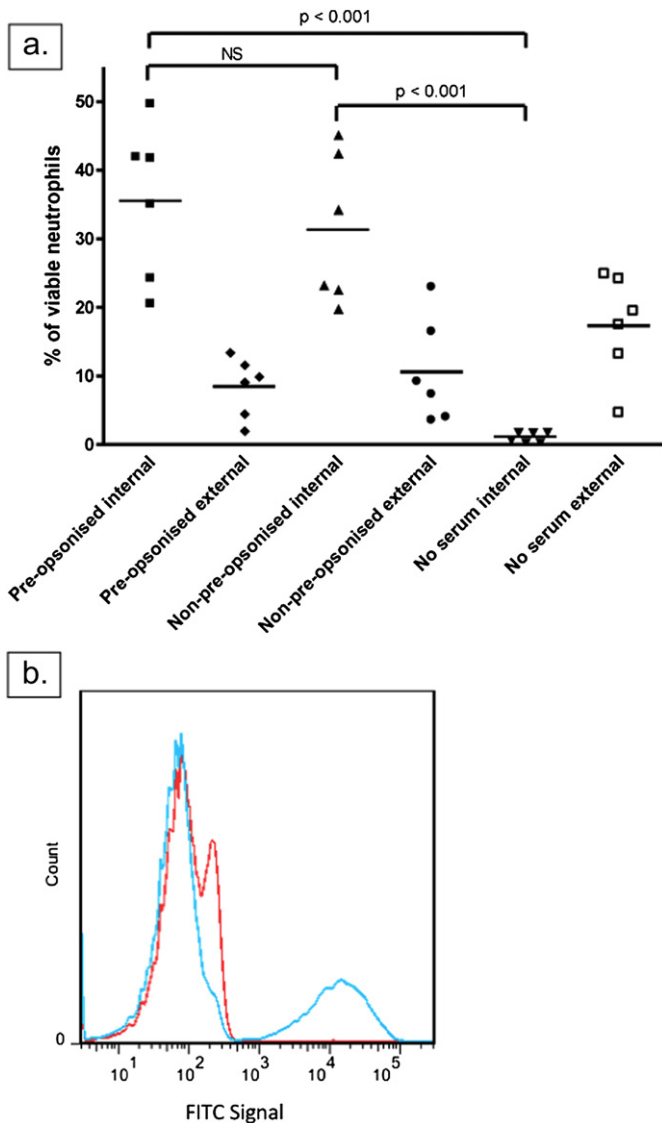 a.
p < 0.001
NS
p < 0.001
50
40
30
20
10
0
% of viable neutrophils
Pre-opsonised internal
Pre-opsonised external
Non-pre-opsonised internal
Non-pre-opsonised external
No serum internal
No serum external
b.
Count
0
10¹ 10² 10³ 10⁴ 10⁵
FITC Signal